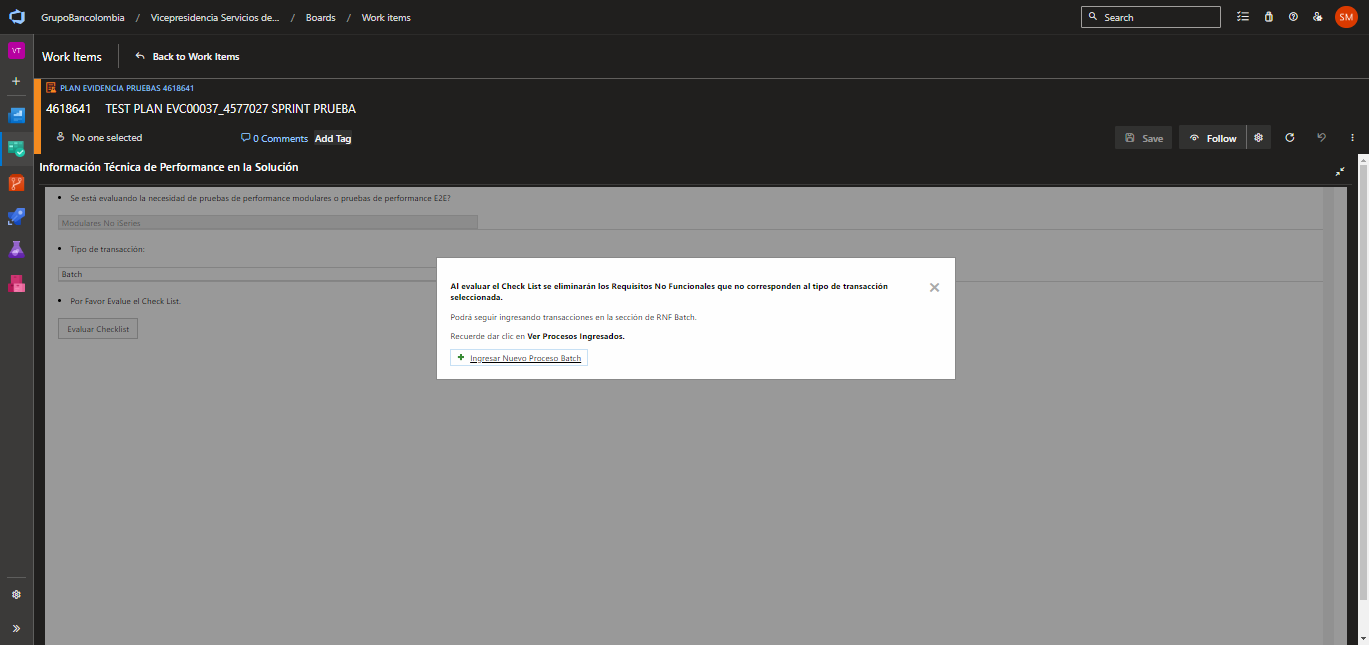 GrupoBancolombia / Vicepresidencia Servicios de... / Boards / Work items
Search
SM
VT
Work Items
Back to Work Items
PLAN EVIDENCIA PRUEBAS 4618641
4618641 TEST PLAN EVC00037_4577027 SPRINT PRUEBA
No one selected
0 Comments
Add Tag
Save
Follow
Información Técnica de Performance en la Solución
Se está evaluando la necesidad de pruebas de performance modulares o pruebas de performance E2E?
Modulares No iSeries
Tipo de transacción:
Batch
Por Favor Evalue el Check List.
Evaluar Checklist
Al evaluar el Check List se eliminarán los Requisitos No Funcionales que no corresponden al tipo de transacción
seleccionada.
Podrá seguir ingresando transacciones en la sección de RNF Batch.
Recuerde dar clic en Ver Procesos Ingresados.
Ingresar Nuevo Proceso Batch